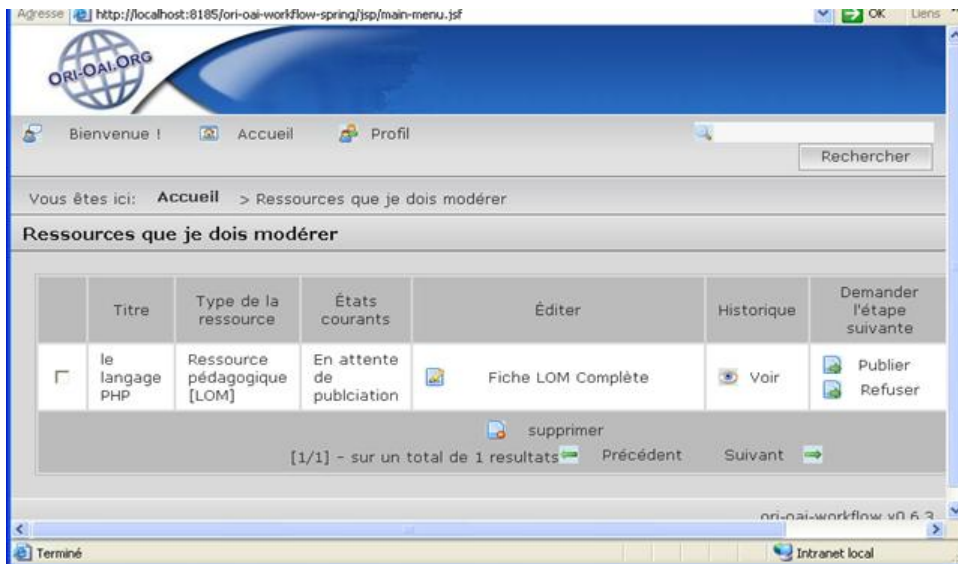 Adresse http://localhost:8185/ori-oai-workflow-spring/jsp/main-menu.jsf OK Liens
ORI-OAI.ORG
Bienvenue ! Accueil Profil
Rechercher
Vous êtes ici: Accueil > Ressources que je dois modérer
Ressources que je dois modérer
Titre
Type de la
ressource
États
courants
Éditer
Historique
Demander
l'étape
suivante
le
langage
PHP
Ressource
pédagogique
[LOM]
En attente
de
publciation
Fiche LOM Complète
Voir
Publier
Refuser
supprimer
[1/1] - sur un total de 1 resultats Précédent Suivant
ori-oai-workflow v0.6.3
Terminé Intranet local